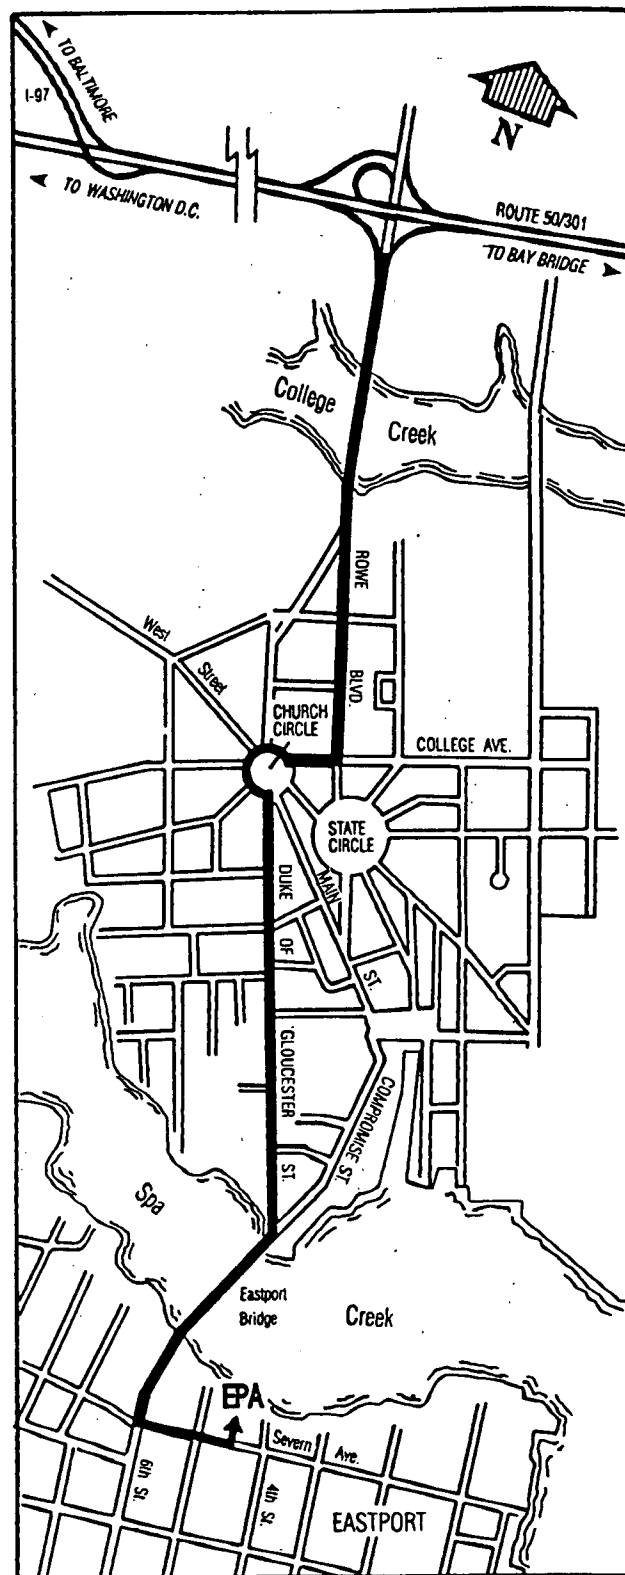 TO BALTIMORE
I-97
N
TO WASHINGTON D.C.
ROUTE 50/301
TO BAY BRIDGE
College
Creek
ROWE
BLVD.
West
Street
CHURCH
CIRCLE
COLLEGE AVE.
STATE
CIRCLE
MAIN
ST.
DUKE
OF
GLOUCESTER
ST.
COMPROMISE ST.
Spa
Creek
Eastport
Bridge
EPA
Severn Ave.
6th St.
4th St.
EASTPORT